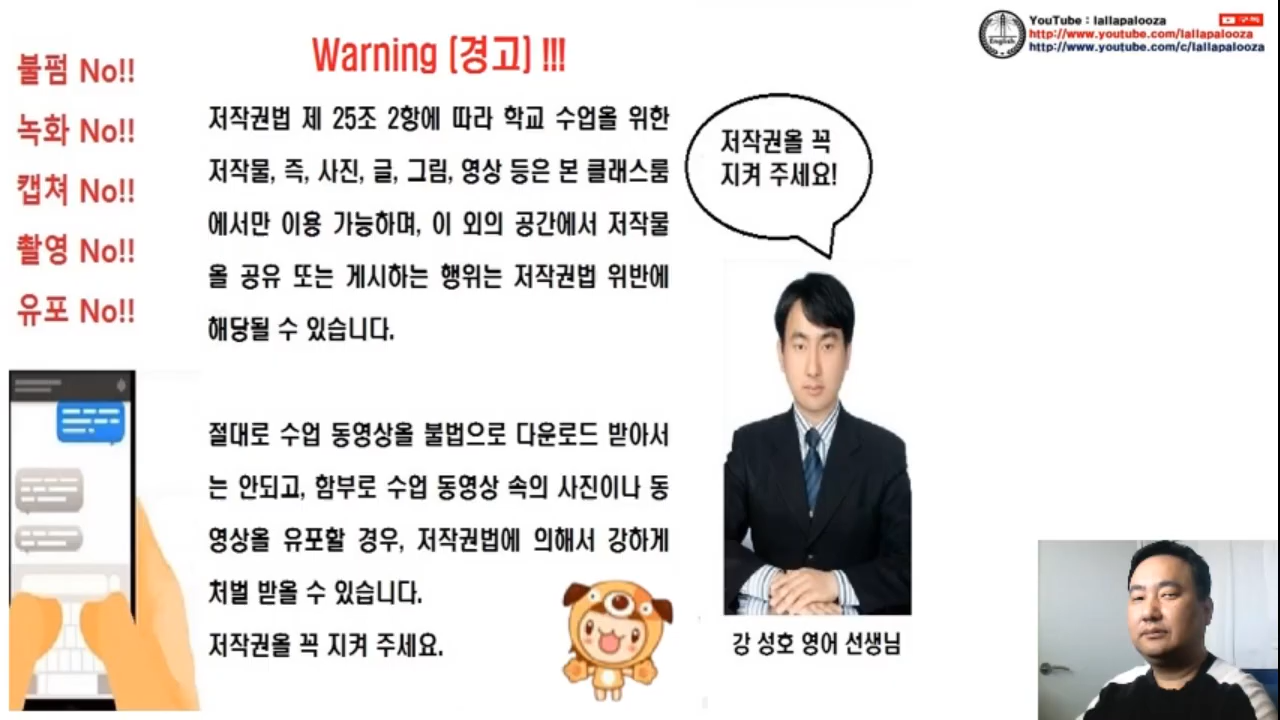 YouTube : lallapalooza
구독
http://www.youtube.com/lallapalooza
http://www.youtube.com/c/lallapalooza
English
Warning (경고) !!!
불펌 No!!
녹화 No!!
캡쳐 No!!
촬영 No!!
유포 No!!
저작권법 제 25조 2항에 따라 학교 수업을 위한
저작물, 즉, 사진, 글, 그림, 영상 등은 본 클래스룸
에서만 이용 가능하며, 이 외의 공간에서 저작물
을 공유 또는 게시하는 행위는 저작권법 위반에
해당될 수 있습니다.
절대로 수업 동영상을 불법으로 다운로드 받아서
는 안되고, 함부로 수업 동영상 속의 사진이나 동
영상을 유포할 경우, 저작권법에 의해서 강하게
처벌 받을 수 있습니다.
저작권을 꼭 지켜 주세요.
저작권을 꼭
지켜 주세요!
강 성호 영어 선생님